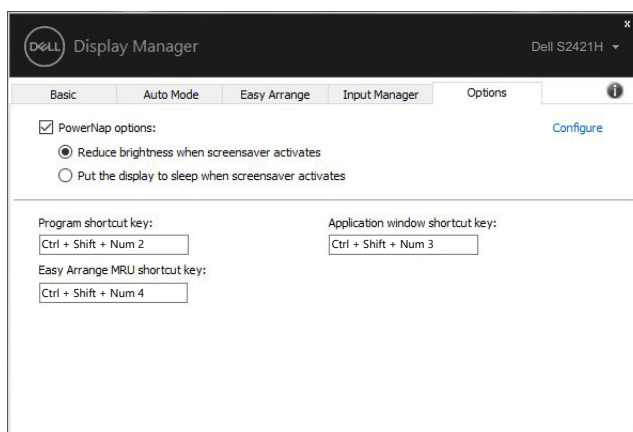 x
DELL Display Manager Dell S2421H
Basic Auto Mode Easy Arrange Input Manager Options i
PowerNap options: Configure
Reduce brightness when screensaver activates
Put the display to sleep when screensaver activates
Program shortcut key: Application window shortcut key:
Ctrl + Shift + Num 2 Ctrl + Shift + Num 3
Easy Arrange MRU shortcut key:
Ctrl + Shift + Num 4